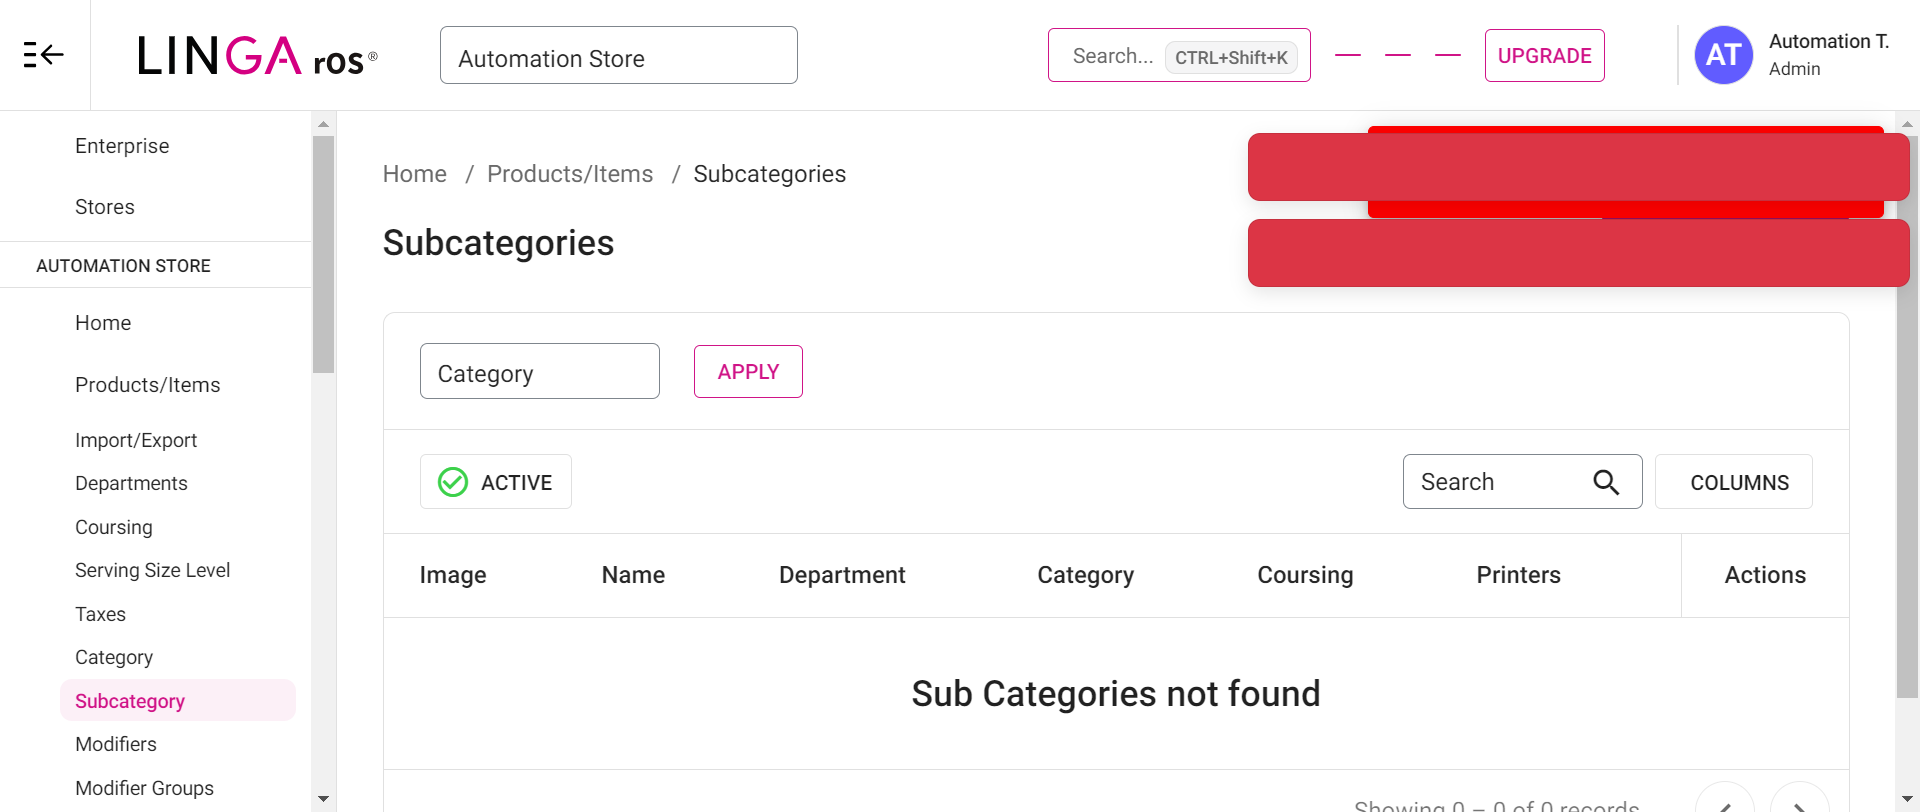 LINGA ros®
Automation Store
Search... CTRL+Shift+K
UPGRADE
AT
Automation T.
Admin
Enterprise
Stores
AUTOMATION STORE
Home
Products/Items
Import/Export
Departments
Coursing
Serving Size Level
Taxes
Category
Subcategory
Modifiers
Modifier Groups
Home / Products/Items / Subcategories
Subcategories
Category
APPLY
ACTIVE
Search
COLUMNS
Image Name Department Category Coursing Printers Actions
Sub Categories not found
Showing 0 – 0 of 0 records